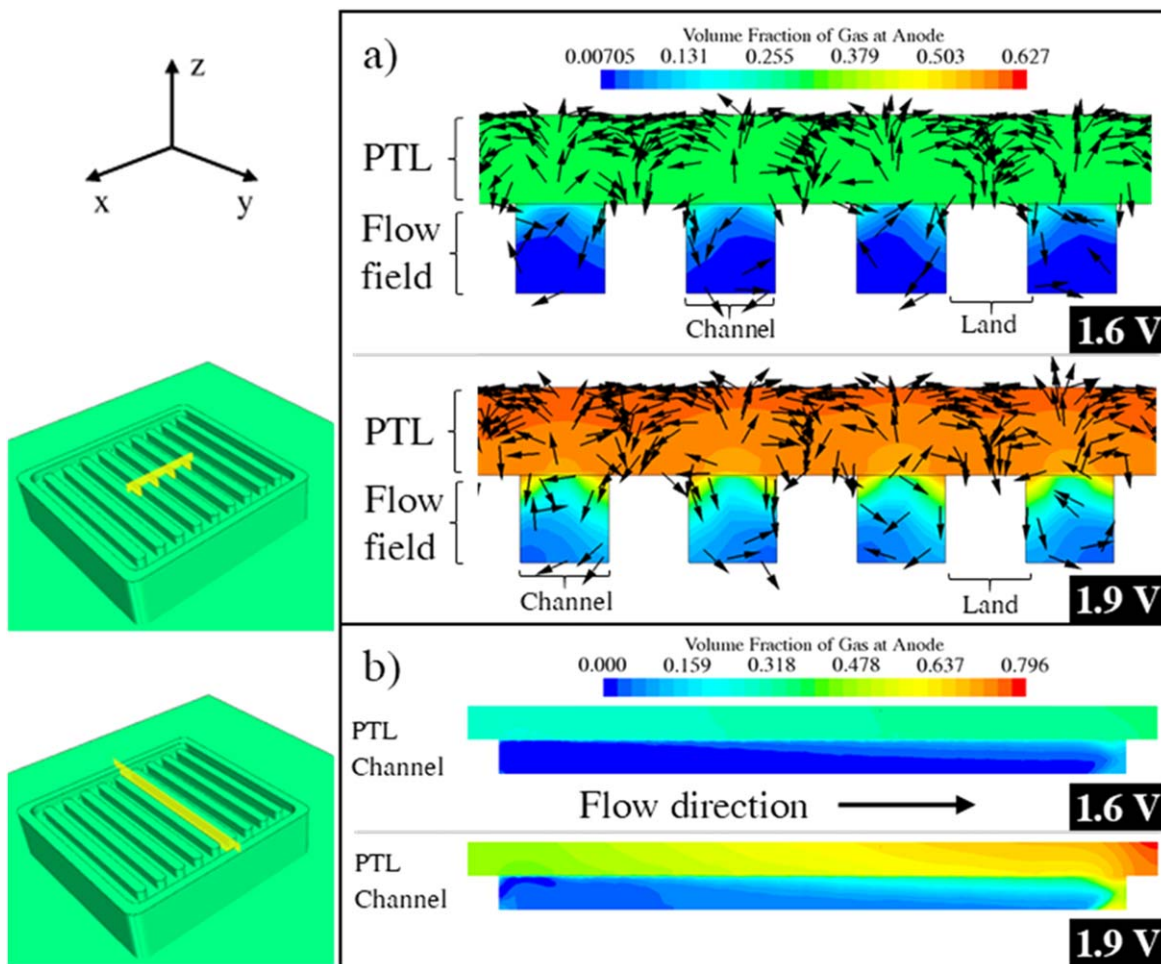 z
x
y
a)
Volume Fraction of Gas at Anode
0.00705 0.131 0.255 0.379 0.503 0.627
PTL
Flow
field
Channel
Land
1.6 V
PTL
Flow
field
Channel
Land
1.9 V
b)
Volume Fraction of Gas at Anode
0.000 0.159 0.318 0.478 0.637 0.796
PTL
Channel
Flow direction
1.6 V
PTL
Channel
1.9 V